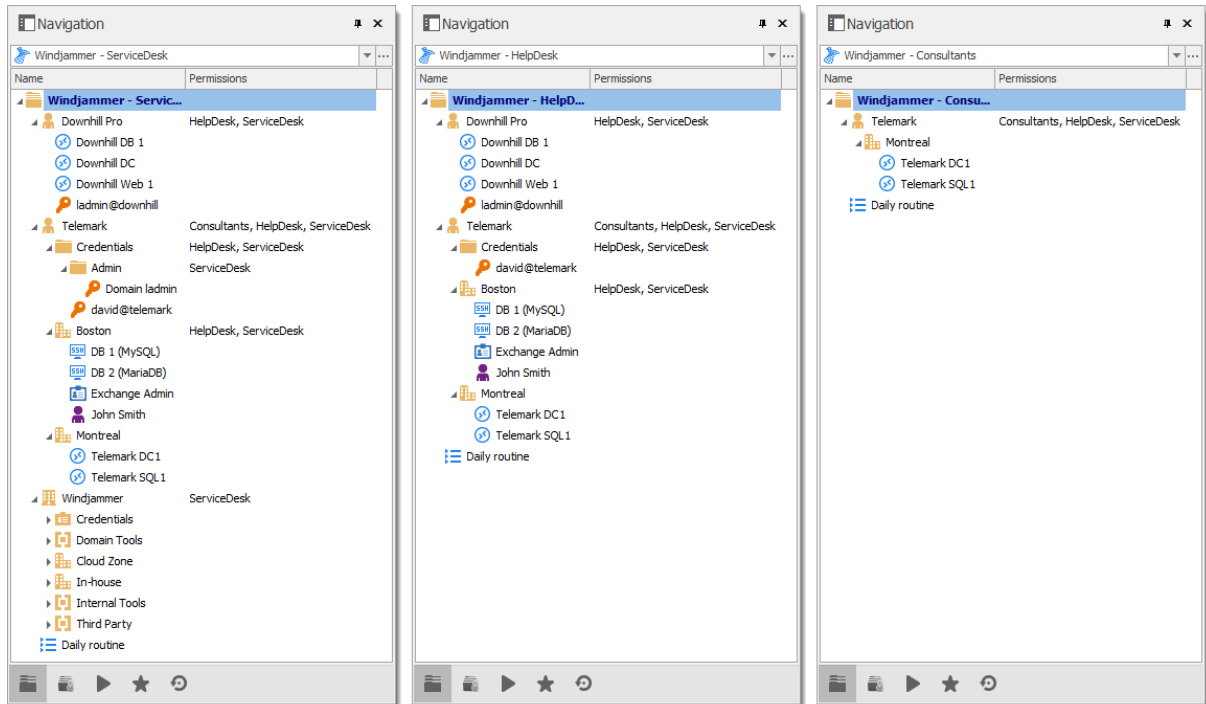 Navigation
Windjammer - ServiceDesk
Name Permissions
Windjammer - Servic...
Downhill Pro HelpDesk, ServiceDesk
Downhill DB 1
Downhill DC
Downhill Web 1
ladmin@downhill
Telemark Consultants, HelpDesk, ServiceDesk
Credentials HelpDesk, ServiceDesk
Admin ServiceDesk
Domain ladmin
david@telemark
Boston HelpDesk, ServiceDesk
SSH DB 1 (MySQL)
SSH DB 2 (MariaDB)
Exchange Admin
John Smith
Montreal
Telemark DC1
Telemark SQL1
Windjammer ServiceDesk
Credentials
Domain Tools
Cloud Zone
In-house
Internal Tools
Third Party
Daily routine
Navigation
Windjammer - HelpDesk
Name Permissions
Windjammer - HelpD...
Downhill Pro HelpDesk, ServiceDesk
Downhill DB 1
Downhill DC
Downhill Web 1
ladmin@downhill
Telemark Consultants, HelpDesk, ServiceDesk
Credentials HelpDesk, ServiceDesk
david@telemark
Boston HelpDesk, ServiceDesk
SSH DB 1 (MySQL)
SSH DB 2 (MariaDB)
Exchange Admin
John Smith
Montreal
Telemark DC1
Telemark SQL1
Daily routine
Navigation
Windjammer - Consultants
Name Permissions
Windjammer - Consu...
Telemark Consultants, HelpDesk, ServiceDesk
Montreal
Telemark DC1
Telemark SQL1
Daily routine